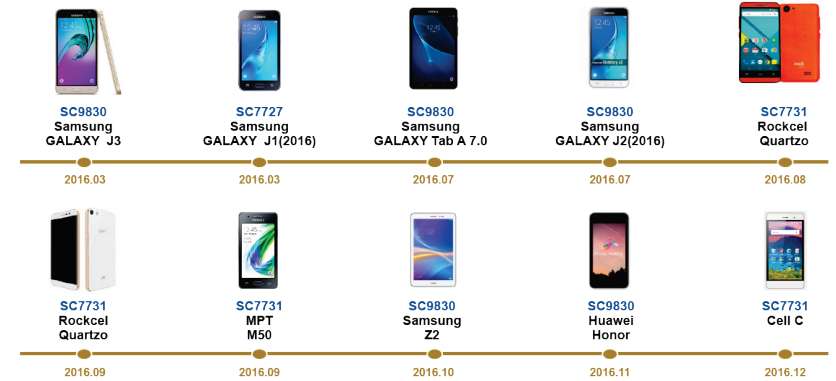 SC9830
Samsung
GALAXY J3
2016.03
SC7727
Samsung
GALAXY J1(2016)
2016.03
SC9830
Samsung
GALAXY Tab A 7.0
2016.07
SC9830
Samsung
GALAXY J2(2016)
2016.07
SC7731
Rockcel
Quartzo
2016.08
SC7731
Rockcel
Quartzo
2016.09
SC7731
MPT
M50
2016.09
SC9830
Samsung
Z2
2016.10
SC9830
Huawei
Honor
2016.11
SC7731
Cell C
2016.12